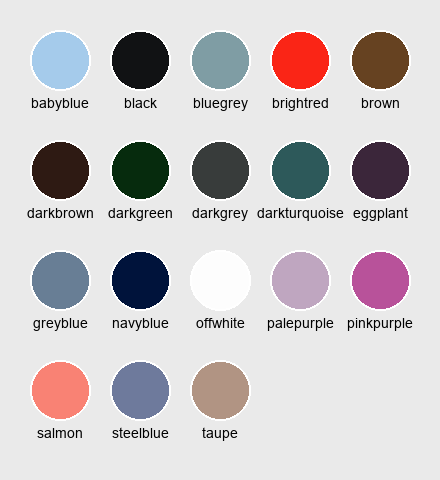 babyblue black bluegrey brightred brown
darkbrown darkgreen darkgrey darkturquoise eggplant
greyblue navyblue offwhite palepurple pinkpurple
salmon steelblue taupe